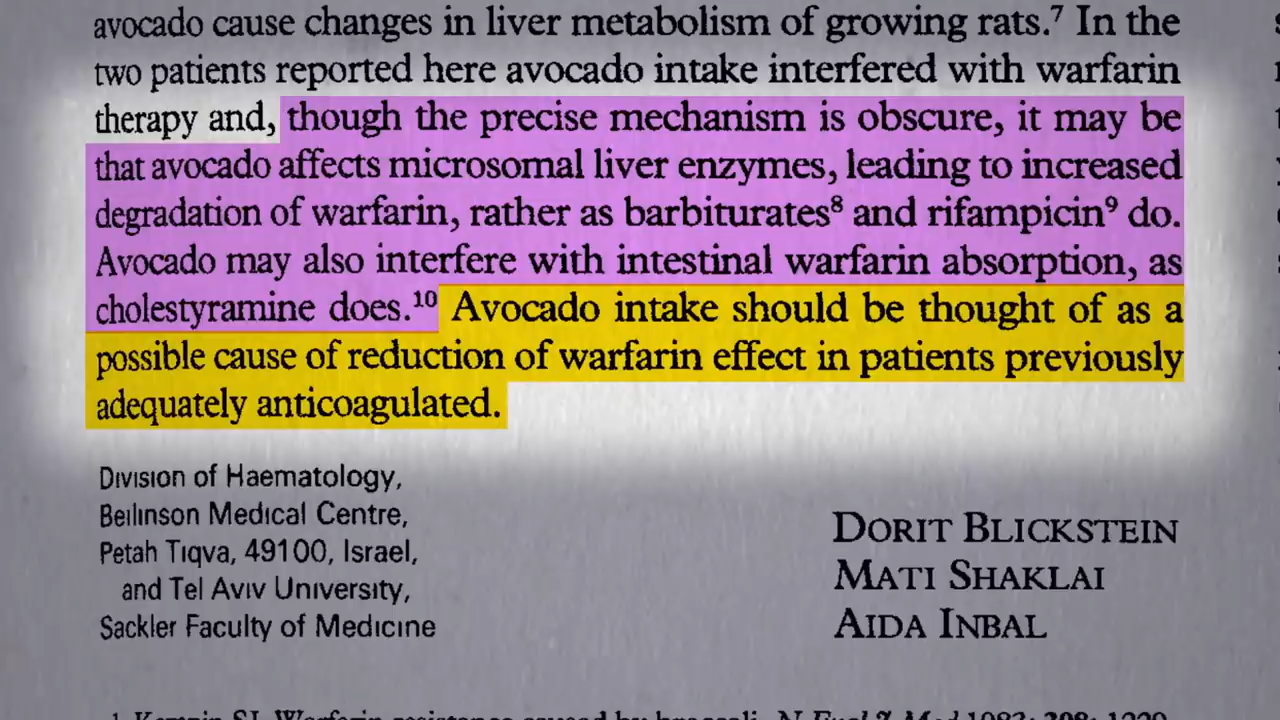 avocado cause changes in liver metabolism of growing rats.⁷ In the
two patients reported here avocado intake interfered with warfarin
therapy and, though the precise mechanism is obscure, it may be
that avocado affects microsomal liver enzymes, leading to increased
degradation of warfarin, rather as barbiturates⁸ and rifampicin⁹ do.
Avocado may also interfere with intestinal warfarin absorption, as
cholestyramine does.¹⁰ Avocado intake should be thought of as a
possible cause of reduction of warfarin effect in patients previously
adequately anticoagulated.
Division of Haematology,
Beilinson Medical Centre,
Petah Tiqva, 49100, Israel,
and Tel Aviv University,
Sackler Faculty of Medicine
DORIT BLICKSTEIN
MATI SHAKLAI
AIDA INBAL